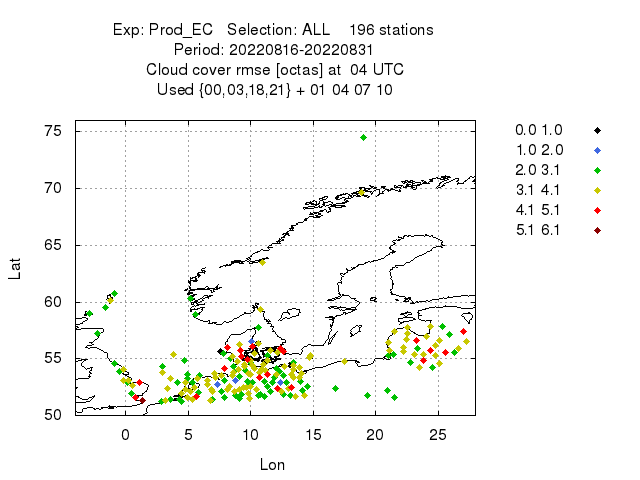 Exp: Prod_EC Selection: ALL 196 stations
Period: 20220816-20220831
Cloud cover rmse [octas] at 04 UTC
Used {00,03,18,21} + 01 04 07 10
75
70
65
60
55
50
Lat
0 5 10 15 20 25
Lon
0.0 1.0
1.0 2.0
2.0 3.1
3.1 4.1
4.1 5.1
5.1 6.1